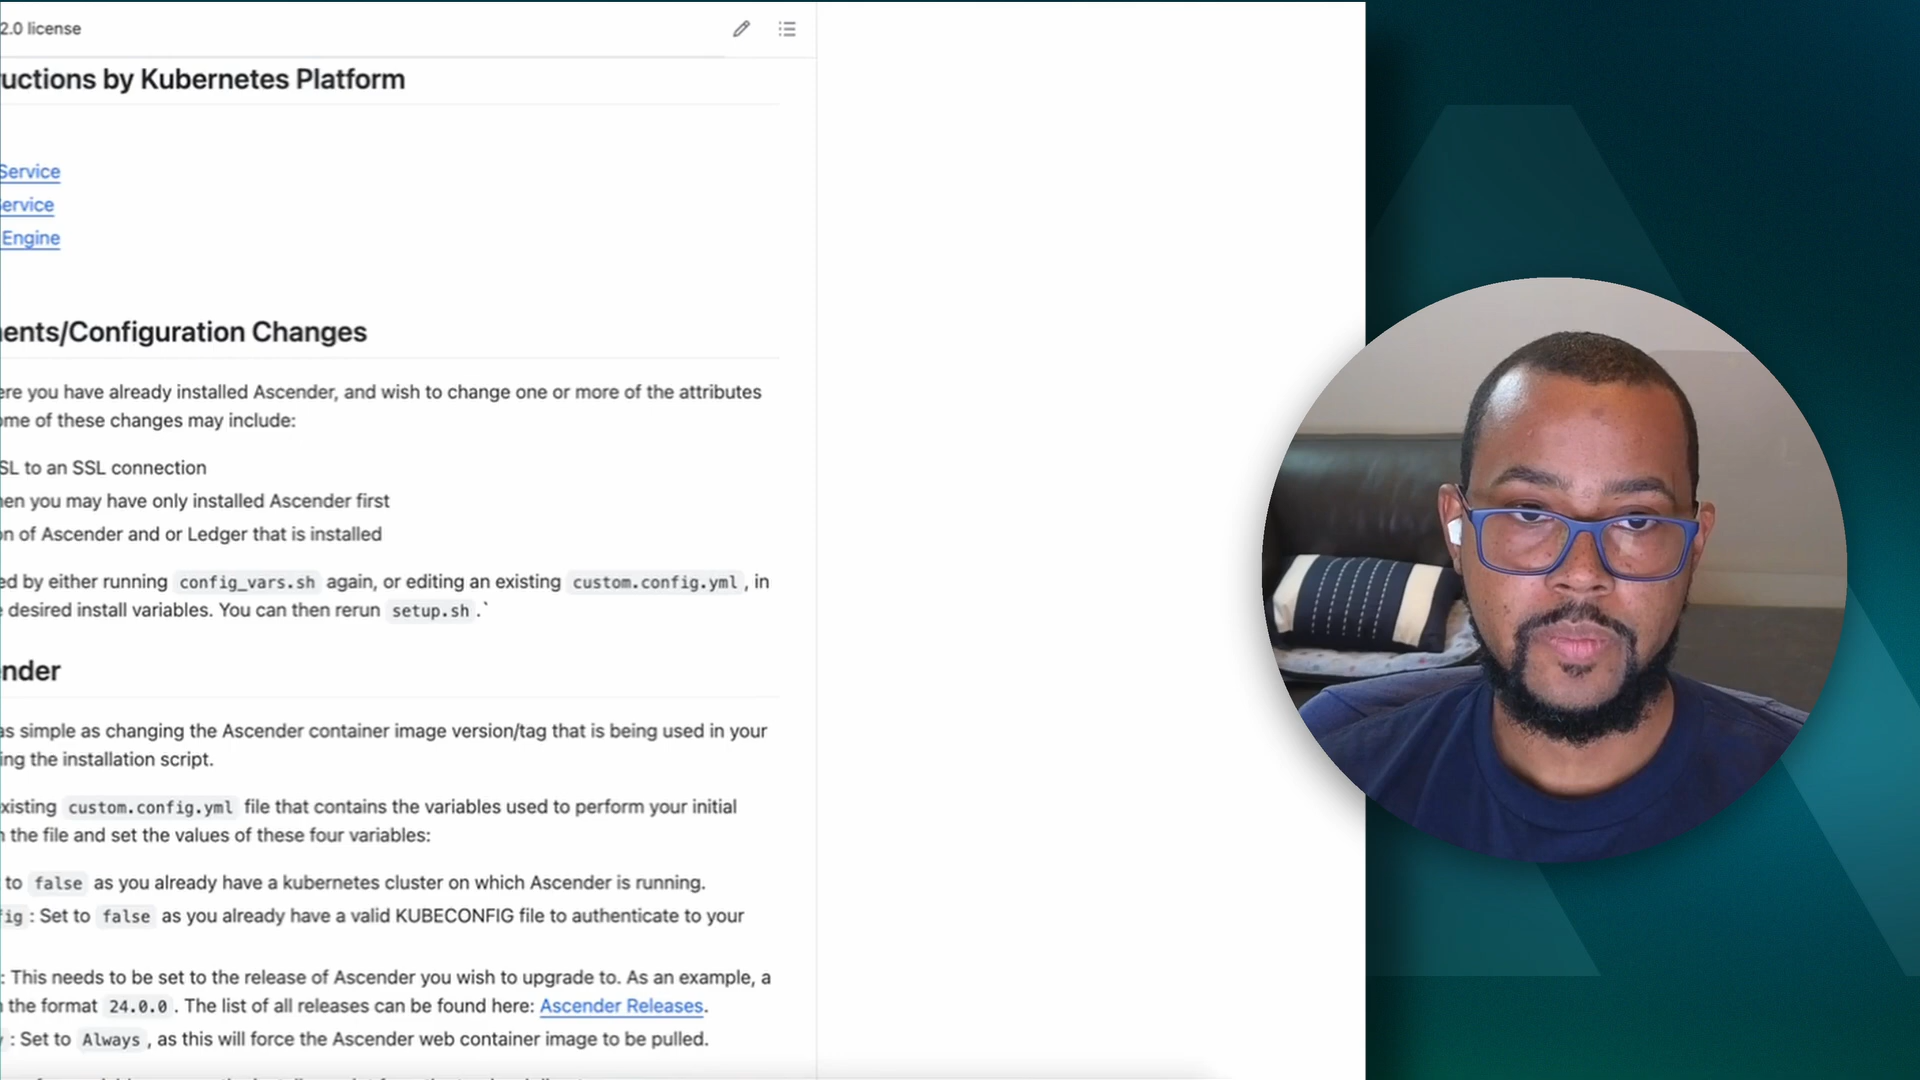 2.0 license
uctions by Kubernetes Platform
Service
ervice
Engine
ents/Configuration Changes
ere you have already installed Ascender, and wish to change one or more of the attributes
ome of these changes may include:
SL to an SSL connection
hen you may have only installed Ascender first
on of Ascender and or Ledger that is installed
ed by either running config_vars.sh again, or editing an existing custom.config.yml, in
desired install variables. You can then rerun setup.sh.`
nder
as simple as changing the Ascender container image version/tag that is being used in your
ing the installation script.
xisting custom.config.yml file that contains the variables used to perform your initial
the file and set the values of these four variables:
to false as you already have a kubernetes cluster on which Ascender is running.
ig: Set to false as you already have a valid KUBECONFIG file to authenticate to your
: This needs to be set to the release of Ascender you wish to upgrade to. As an example, a
the format 24.0.0. The list of all releases can be found here: Ascender Releases.
: Set to Always, as this will force the Ascender web container image to be pulled.